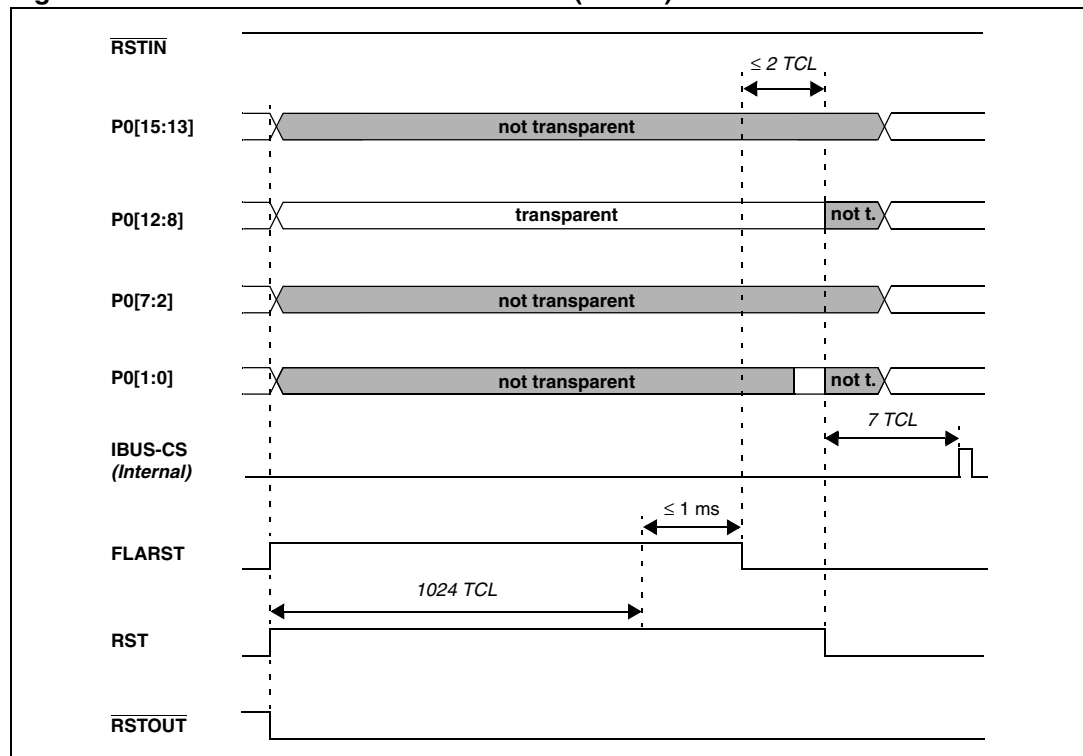 RSTIN
≤ 2 TCL
P0[15:13]
not transparent
P0[12:8]
transparent
not t.
P0[7:2]
not transparent
P0[1:0]
not transparent
not t.
7 TCL
IBUS-CS
(Internal)
≤ 1 ms
FLARST
1024 TCL
RST
RSTOUT